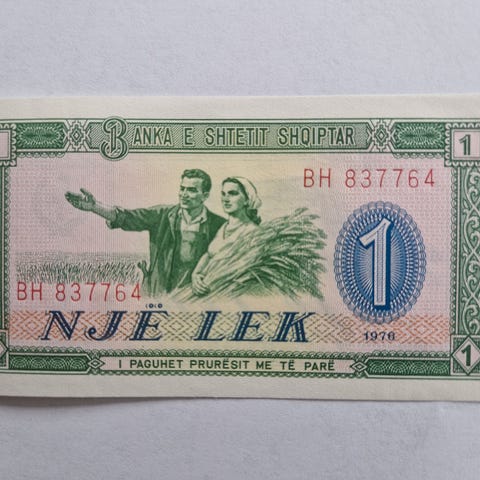 BANKA E SHTETIT SHQIPTAR
1
BH 837764
1
BH 837764
NJË LEK
1976
1
I PAGUHET PRURËSIT ME TË PARË